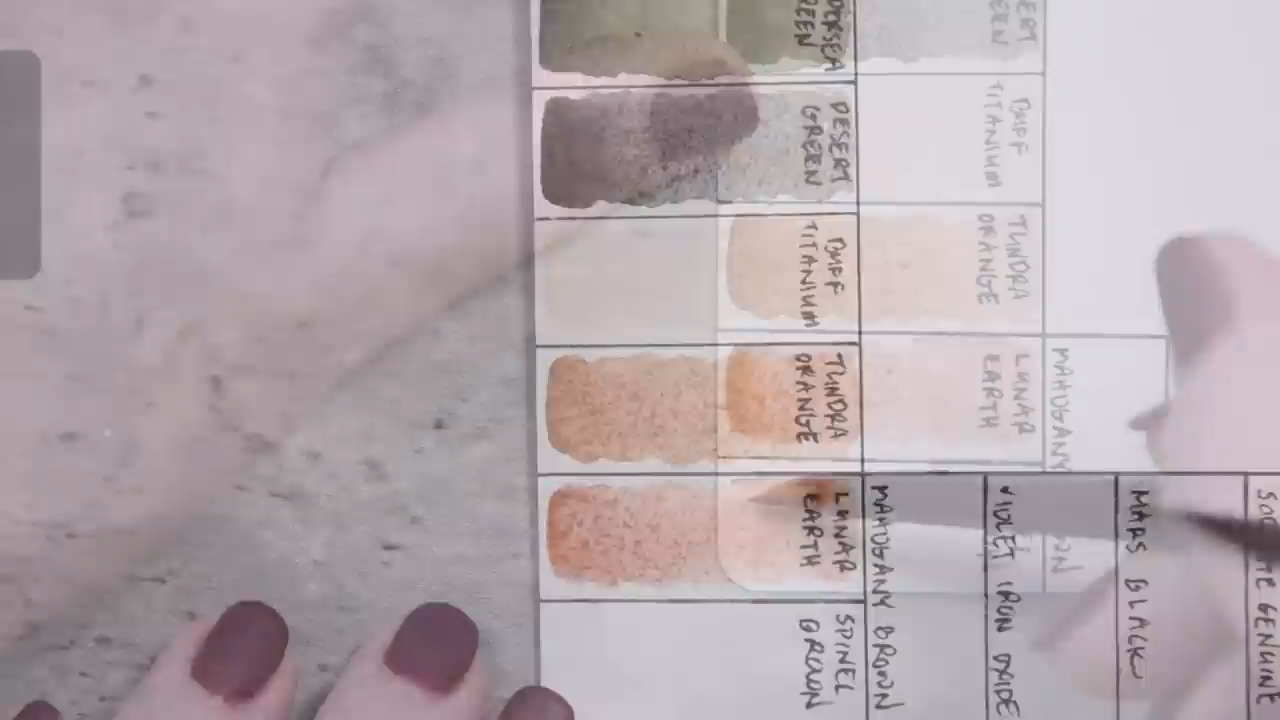 GREEN
DESERT
GREEN
BUFF
TITANIUM
TUNDRA
ORANGE
LUNAR
EARTH
SPINEL
BROWN
BUFF
TITANIUM
TUNDRA
ORANGE
LUNAR
EARTH
MAHOGANY
MAHOGANY BROWN
VIOLET IRON OXIDE
MARS BLACK
GENUINE